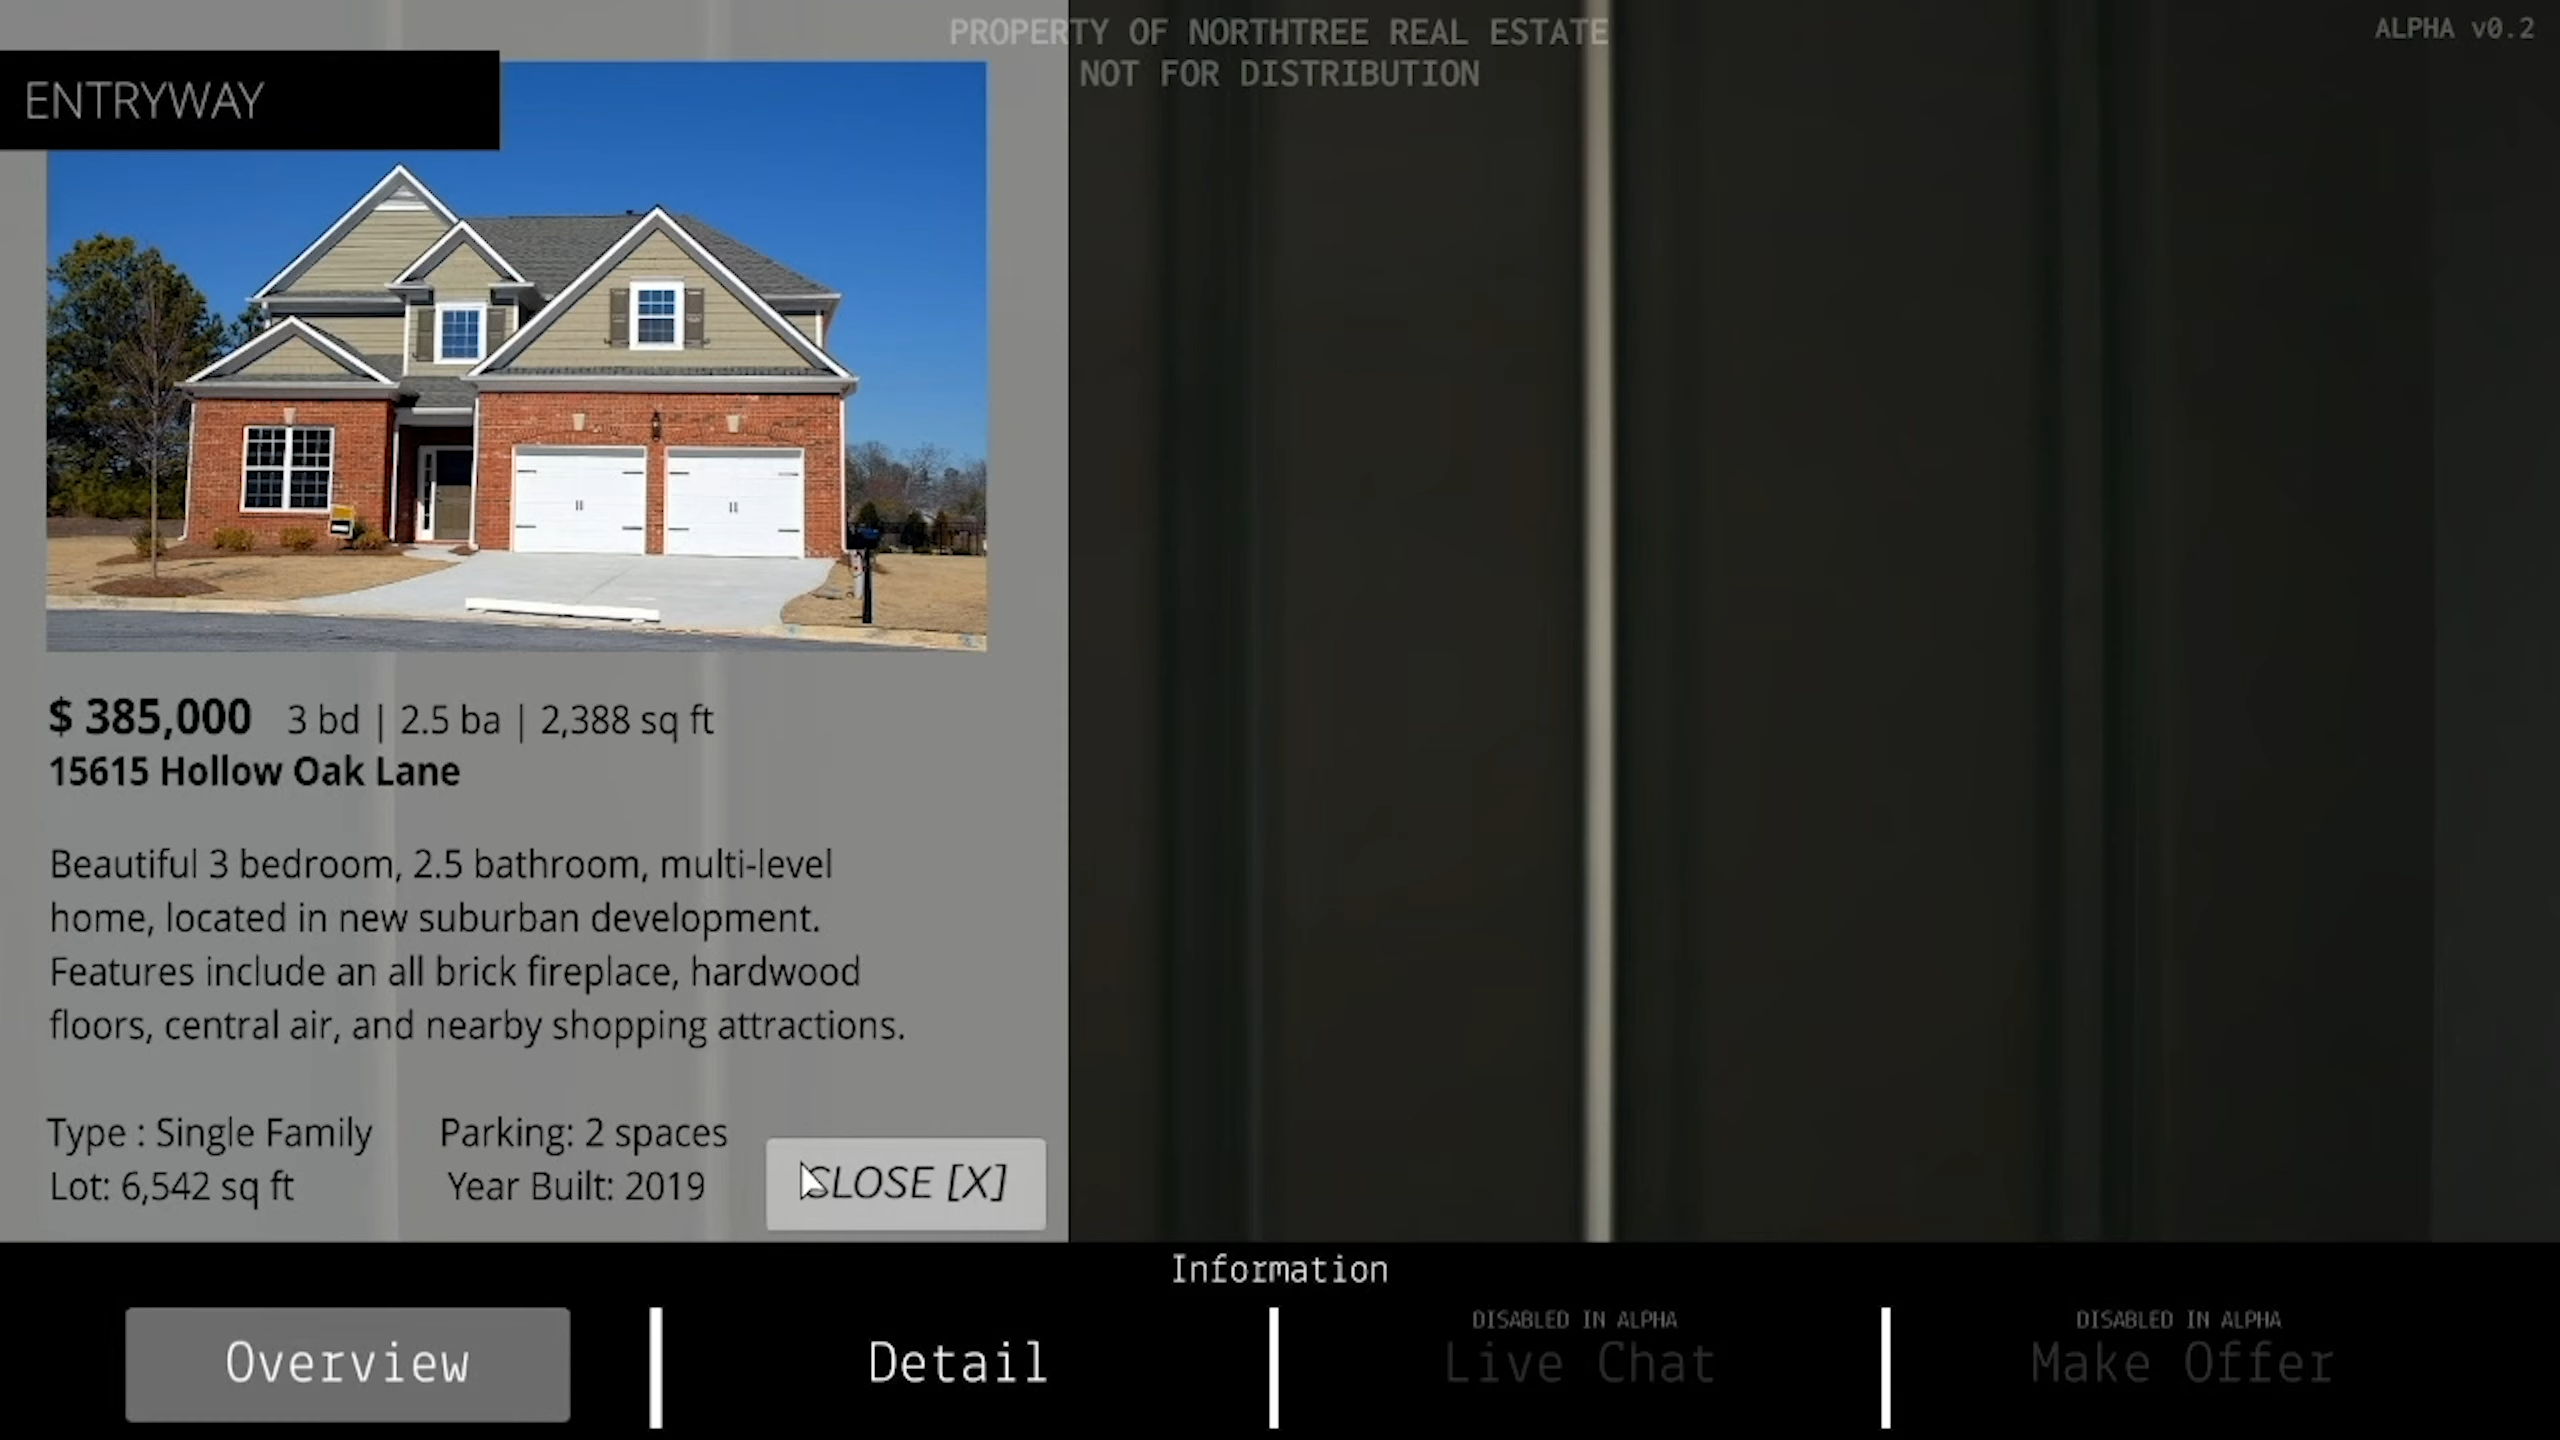 PROPERTY OF NORTHTREE REAL ESTATE
NOT FOR DISTRIBUTION
ALPHA v0.2
ENTRYWAY
$ 385,000 3 bd | 2.5 ba | 2,388 sq ft
15615 Hollow Oak Lane
Beautiful 3 bedroom, 2.5 bathroom, multi-level
home, located in new suburban development.
Features include an all brick fireplace, hardwood
floors, central air, and nearby shopping attractions.
Type : Single Family Parking: 2 spaces
Lot: 6,542 sq ft Year Built: 2019
CLOSE [X]
Information
Overview
Detail
DISABLED IN ALPHA
Live Chat
DISABLED IN ALPHA
Make Offer